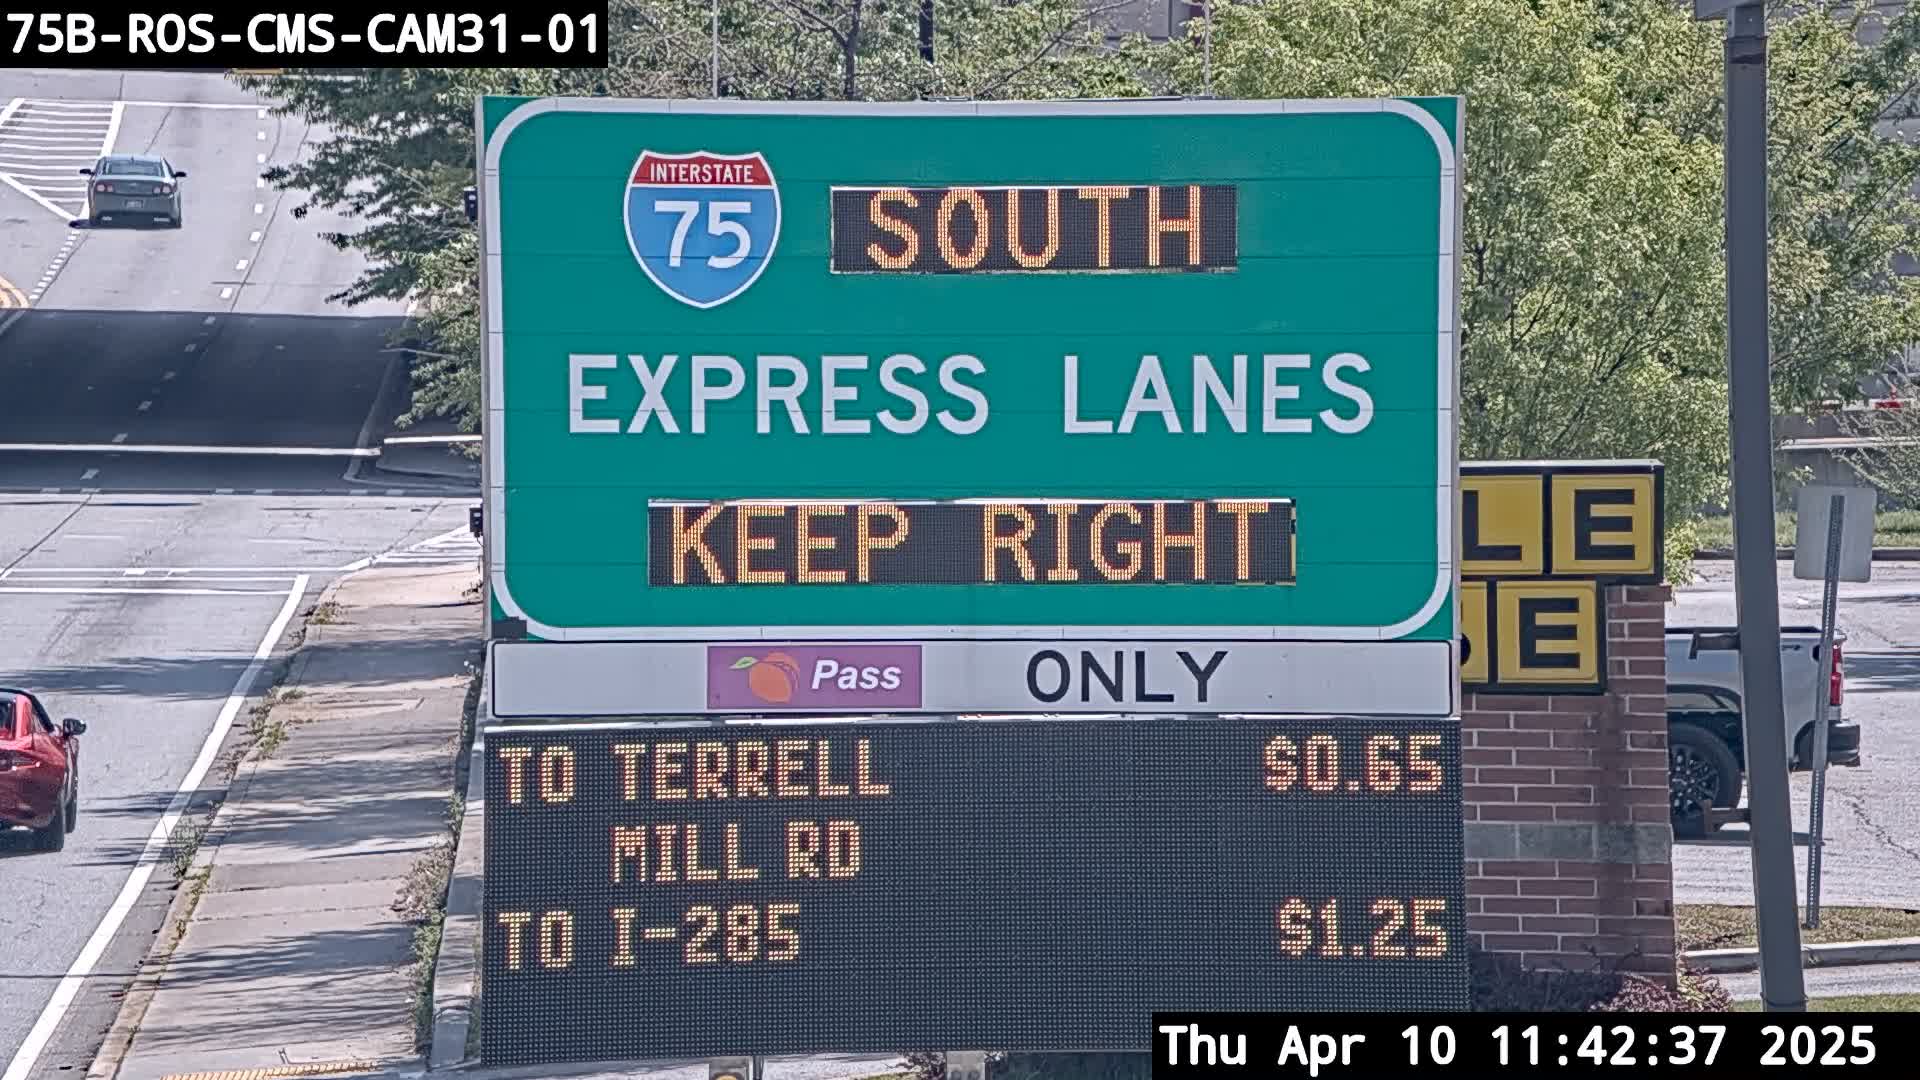 75B-ROS-CMS-CAM31-01
INTERSTATE
75
SOUTH
EXPRESS LANES
KEEP RIGHT
Pass ONLY
TO TERRELL $0.65
MILL RD
TO I-285 $1.25
LE
E
Thu Apr 10 11:42:37 2025